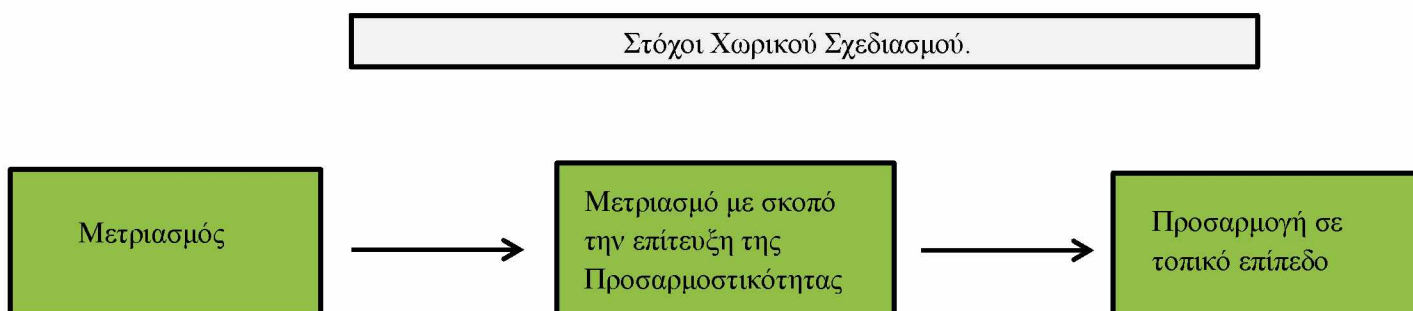 Στόχοι Χωρικού Σχεδιασμού.
Μετριασμός
Μετριασμό με σκοπό
την επίτευξη της
Προσαρμοστικότητας
Προσαρμογή σε
τοπικό επίπεδο